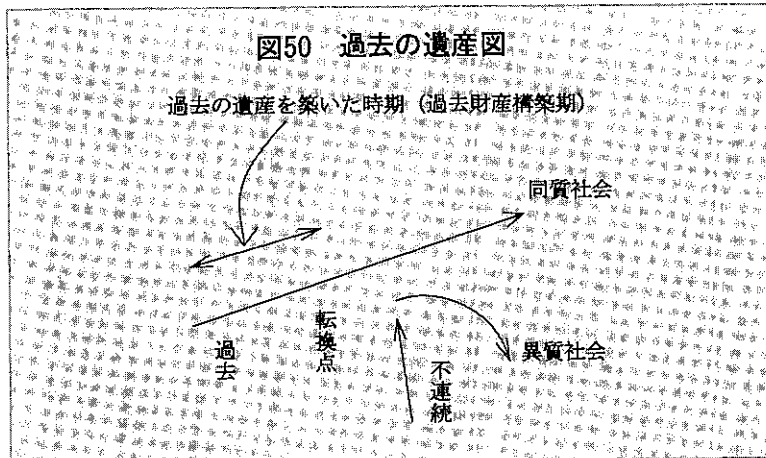 図50 過去の遺産図
過去の遺産を築いた時期(過去財産構築期)
同質社会
過去
転換点
不連続
異質社会